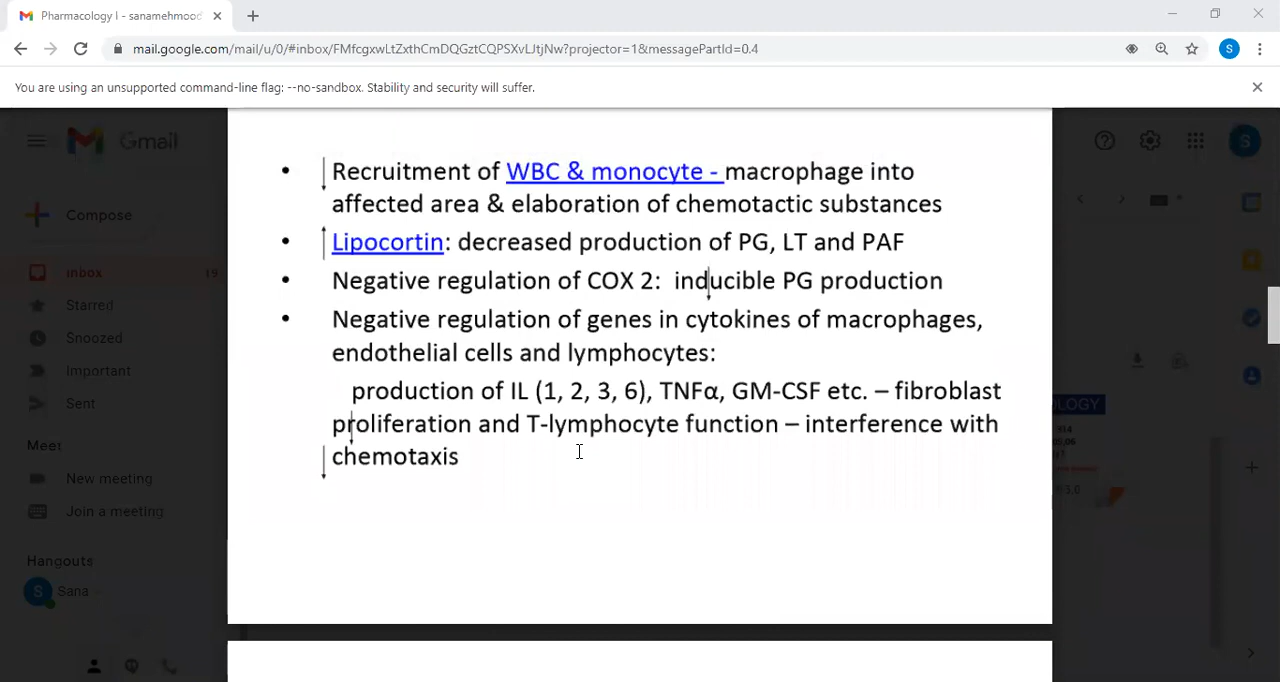 Pharmacology I - sanamehmood
mail.google.com/mail/u/0/#inbox/FMfcgxwLtZxthCmDQGztCQPSXvLJtjNw?projector=1&messagePartId=0.4
S
You are using an unsupported command-line flag: --no-sandbox. Stability and security will suffer.
Gmail
S
Compose
Inbox 19
Starred
Snoozed
Important
Sent
Meet
New meeting
Join a meeting
Hangouts
S Sana
• ↓Recruitment of WBC & monocyte - macrophage into
affected area & elaboration of chemotactic substances
• ↑Lipocortin: decreased production of PG, LT and PAF
• Negative regulation of COX 2: inducible PG production
• Negative regulation of genes in cytokines of macrophages,
endothelial cells and lymphocytes:
production of IL (1, 2, 3, 6), TNFα, GM-CSF etc. – fibroblast
proliferation and T-lymphocyte function – interference with
↓chemotaxis